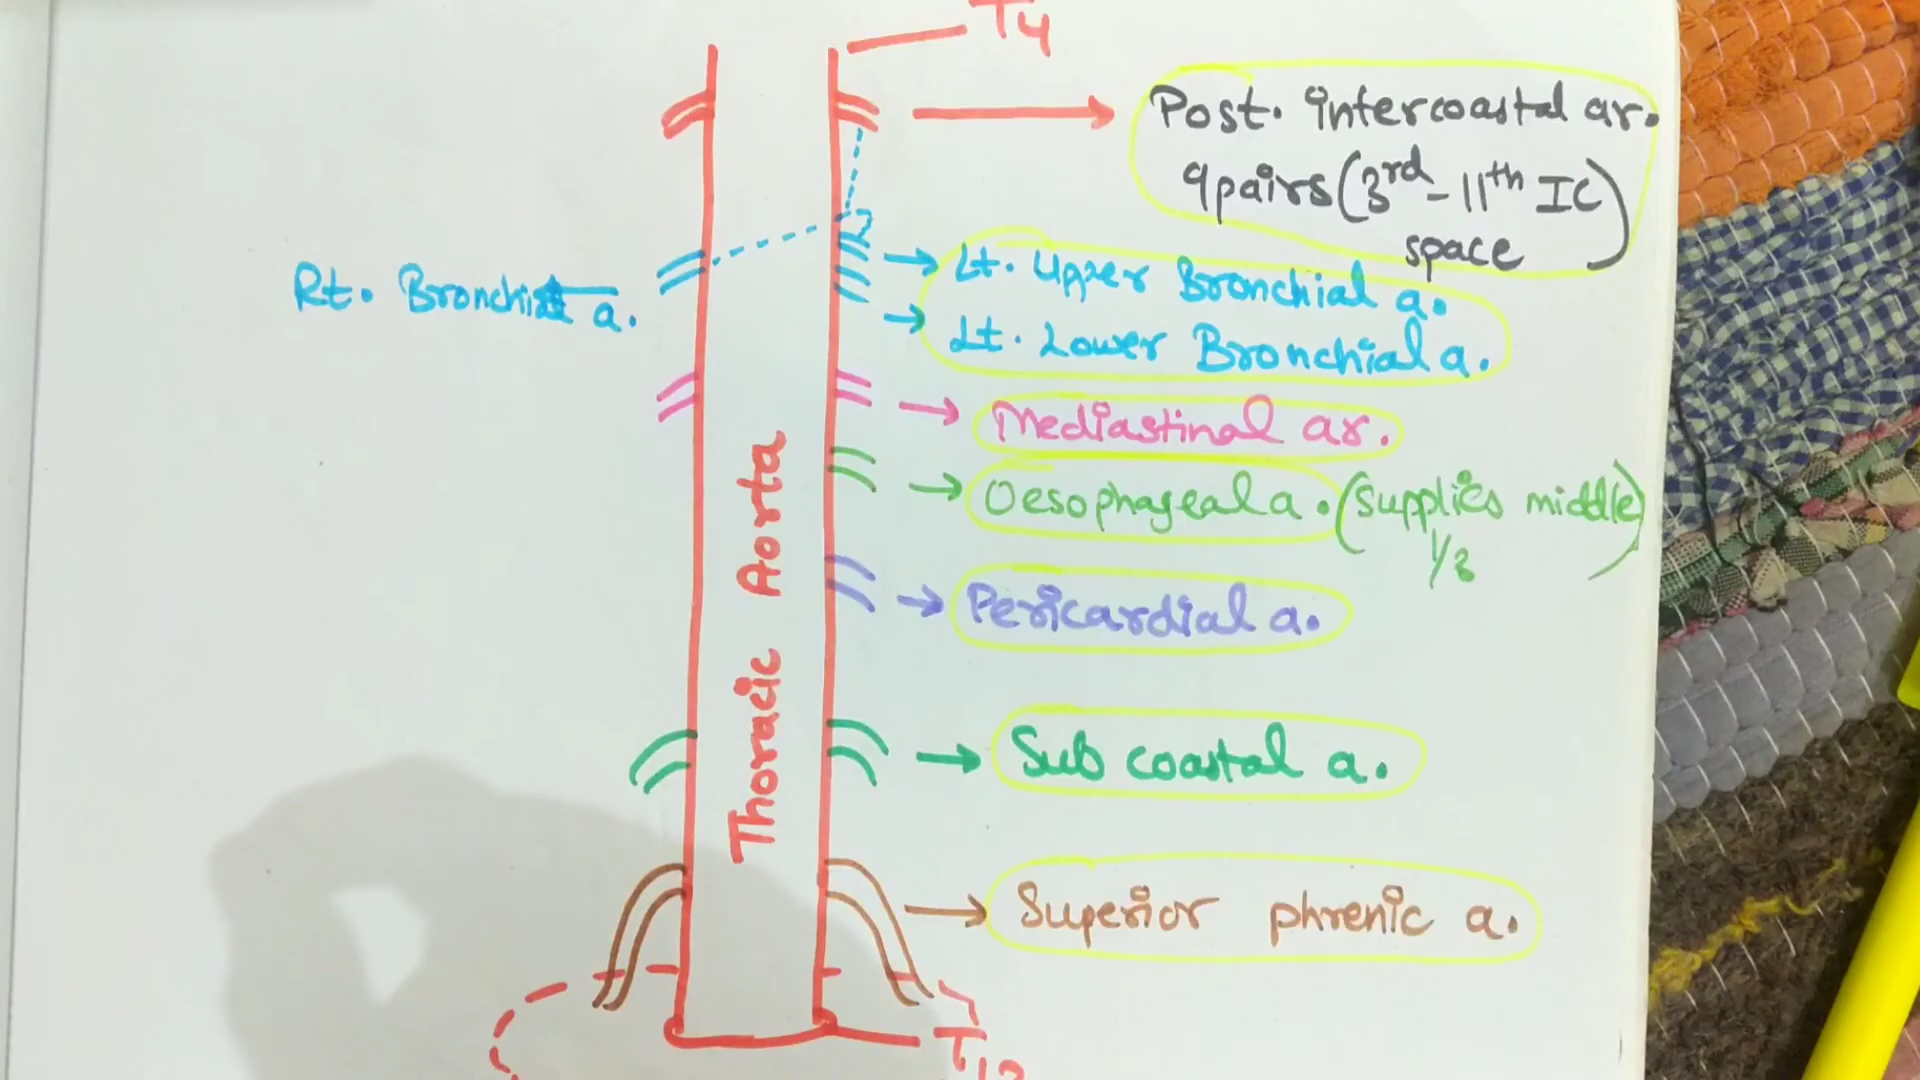 T4
Post. intercoastal ar.
9pairs (3rd - 11th IC)
space
Lt. Upper Bronchial a.
Rt. Bronchial a.
Lt. Lower Bronchial a.
Mediastinal ar.
Oesophageal a. (supplies middle)
1/3
Pericardial a.
Thoracic Aorta
Sub coastal a.
Superior phrenic a.
T12